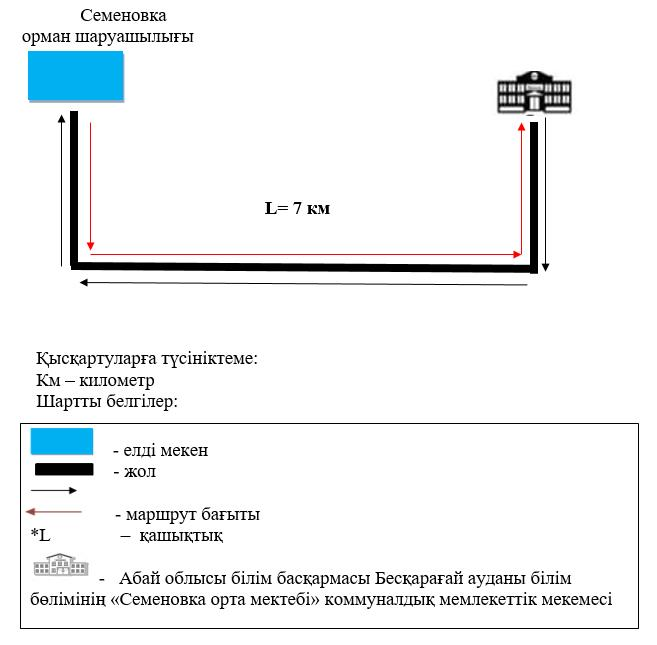 Семеновка
орман шаруашылығы
L= 7 км
Қысқартуларға түсініктеме:
Км – километр
Шартты белгілер:
- елді мекен
- жол
- маршрут бағыты
*L – қашықтық
- Абай облысы білім басқармасы Бесқарағай ауданы білім
бөлімінің «Семеновка орта мектебі» коммуналдық мемлекеттік мекемесі